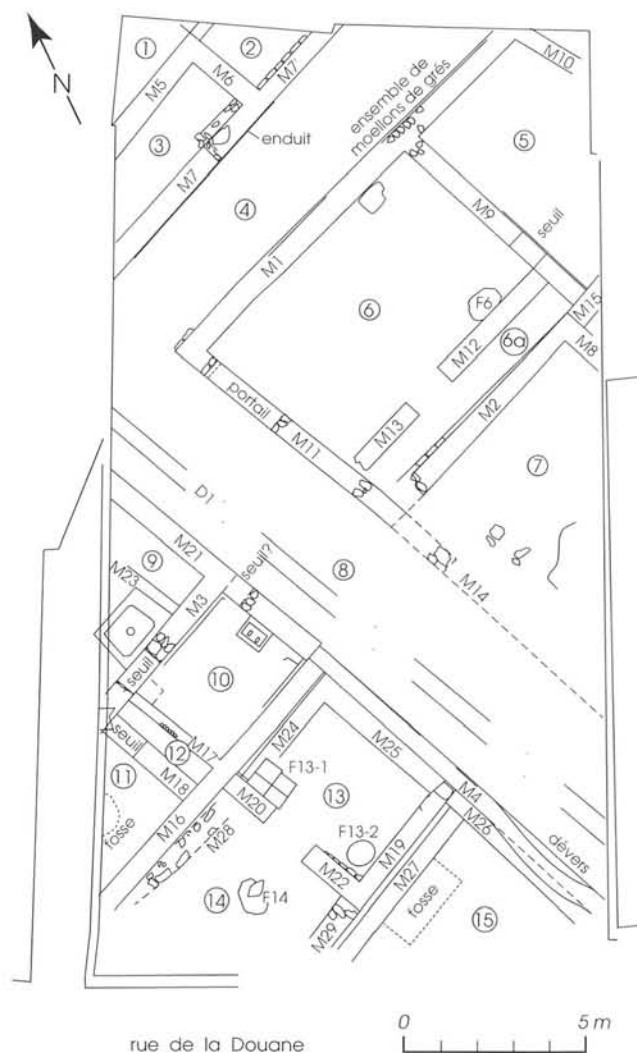 N
①
②
M5
M6
M7
③
M7
enduit
④
ensemble de
moellons de grés
M10
⑤
M1
M9
seuil
⑥
F6
M15
M12
6a
M8
portail
M13
M2
M11
⑦
D1
M21
⑨
seuil?
⑧
M14
M23
M3
seuil
⑩
seuil
⑫
M17
M24
M25
⑪
M18
F13-1
M20
⑬
M4
fosse
M16
M28
F13-2
M19
M26
dévers
M22
M27
⑭
F14
fosse
M29
⑮
rue de la Douane
0
5 m